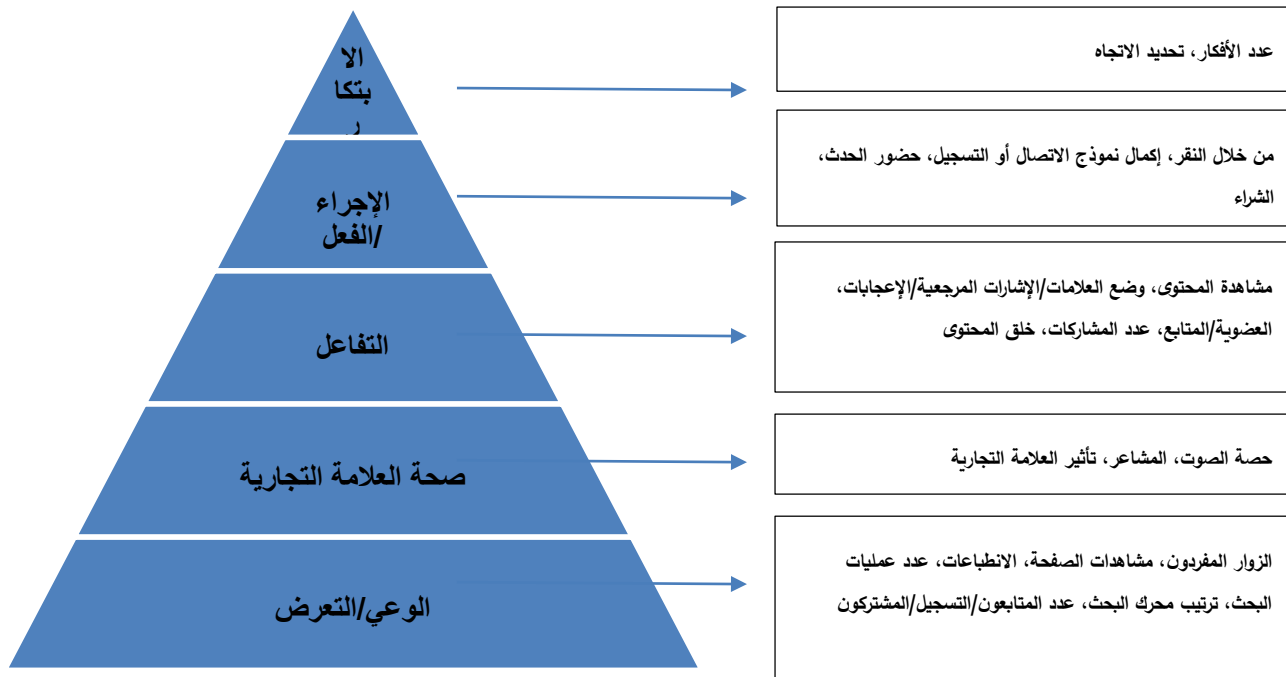 الا
بتكا
ر
عدد الأفكار، تحديد الاتجاه
الإجراء
/الفعل
من خلال النقر، إكمال نموذج الاتصال أو التسجيل، حضور الحدث،
الشراء
التفاعل
مشاهدة المحتوى، وضع العلامات/الإشارات المرجعية/الإعجابات،
العضوية/المتابع، عدد المشاركات، خلق المحتوى
صحة العلامة التجارية
حصة الصوت، المشاعر، تأثير العلامة التجارية
الوعي/التعرض
الزوار المفردون، مشاهدات الصفحة، الانطباعات، عدد عمليات
البحث، ترتيب محرك البحث، عدد المتابعون/التسجيل/المشتركون